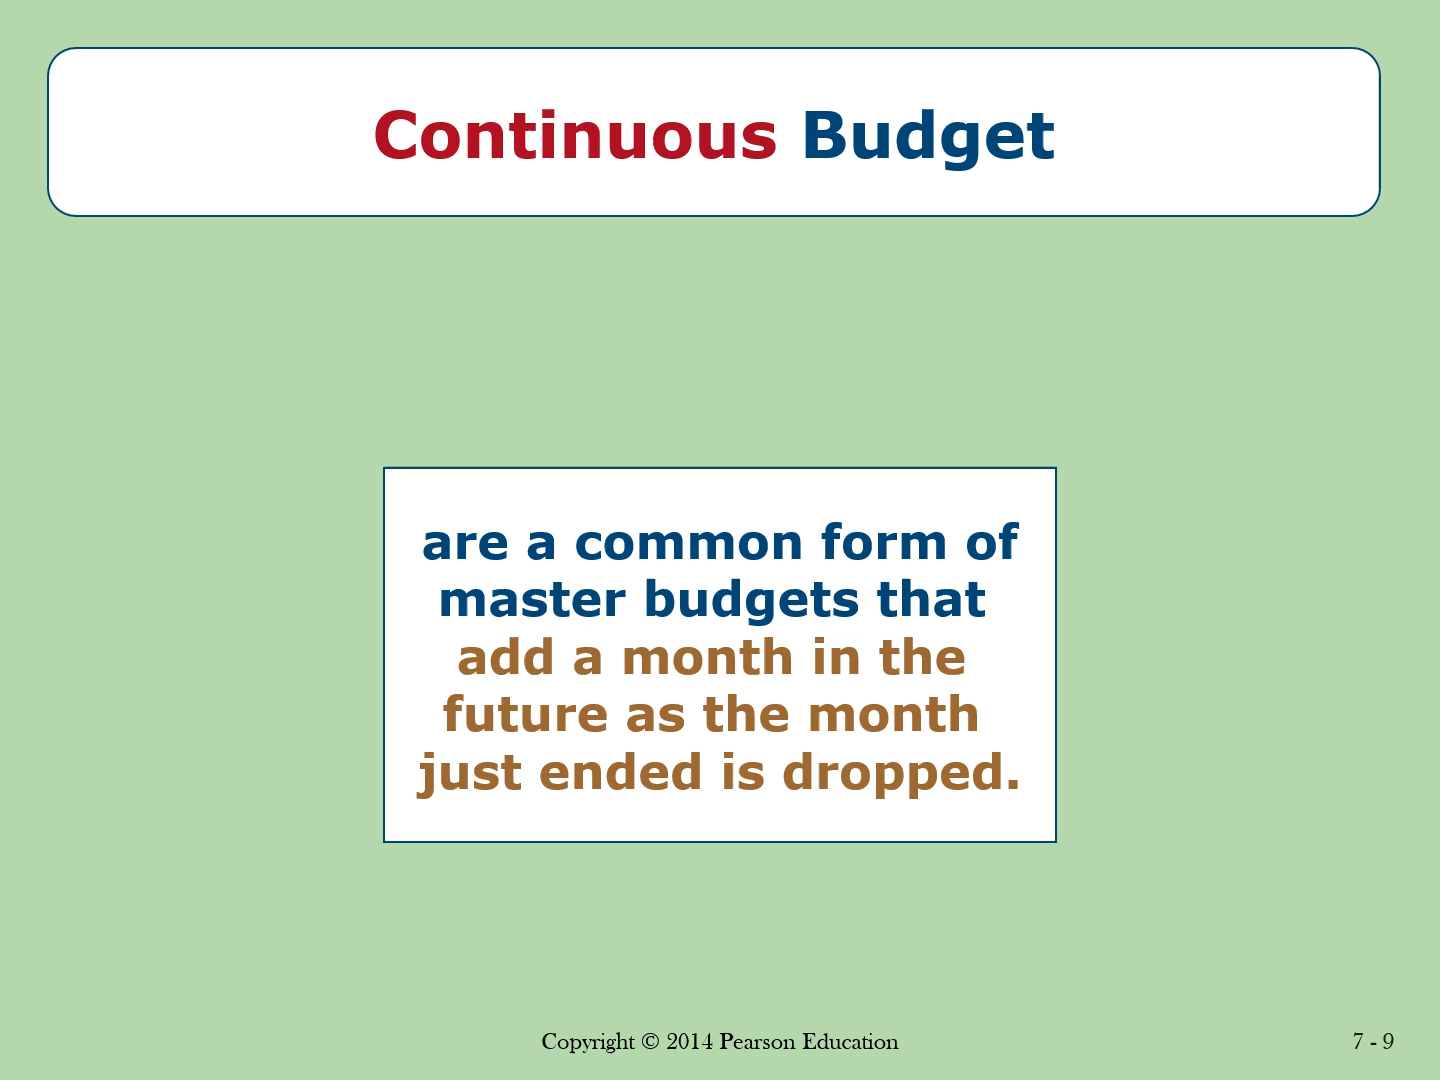 Continuous Budget
are a common form of
master budgets that
add a month in the
future as the month
just ended is dropped.
Copyright © 2014 Pearson Education
7 - 9